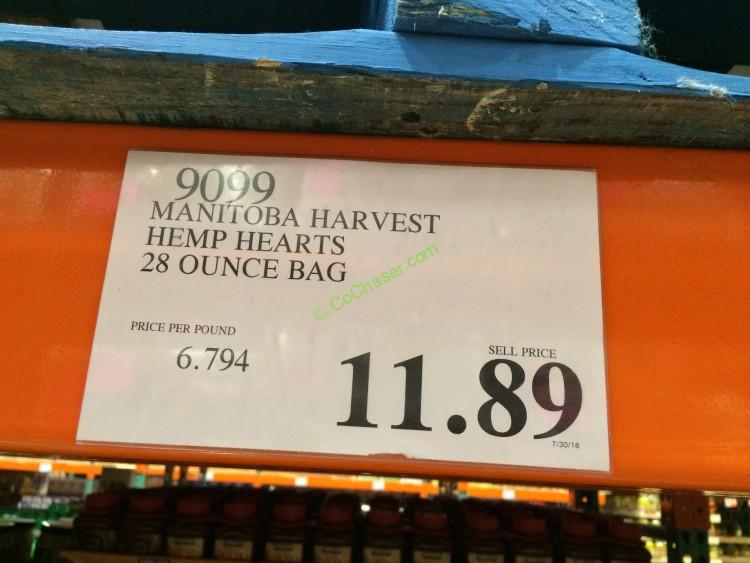 9099
MANITOBA HARVEST
HEMP HEARTS
28 OUNCE BAG
© CoChaser.com
PRICE PER POUND
6.794
SELL PRICE
11.89
7/30/16